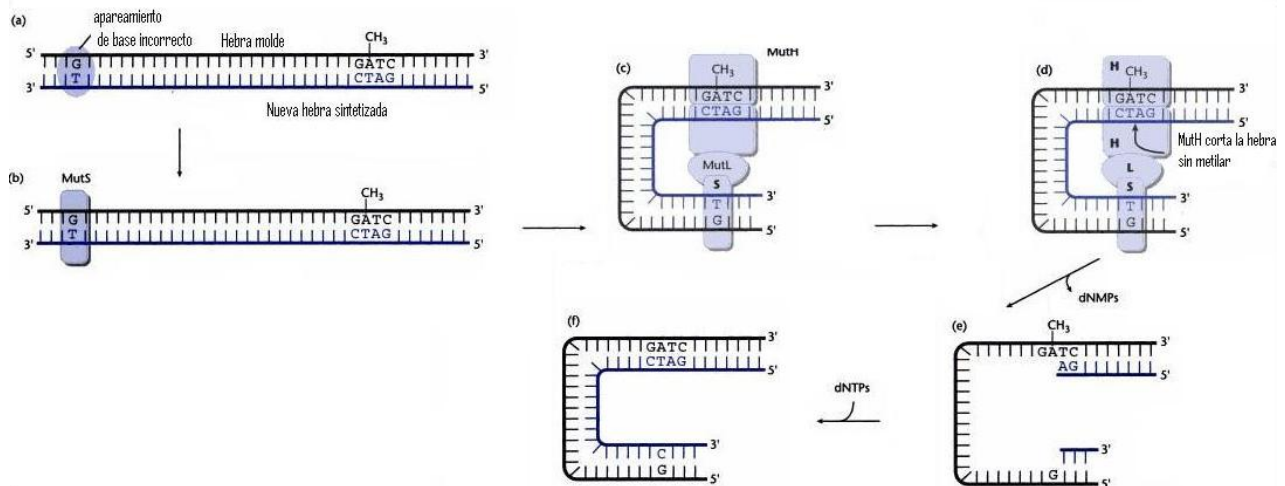 (a)
apareamiento
de base incorrecto
Hebra molde
CH3
5'
3'
G
GATC
T
CTAG
3'
5'
Nueva hebra sintetizada
(b)
MutS
CH3
5'
3'
G
GATC
T
CTAG
3'
5'
(c)
MutH
CH3
3'
GATC
CTAG
5'
MutL
S
3'
T
G
5'
(d)
H
CH3
3'
GATC
CTAG
5'
H
MutH corta la hebra
sin metilar
L
S
3'
T
G
5'
dNMPs
(e)
CH3
3'
GATC
AG
5'
3'
G
5'
dNTPs
(f)
3'
GATC
CTAG
5'
3'
C
G
5'